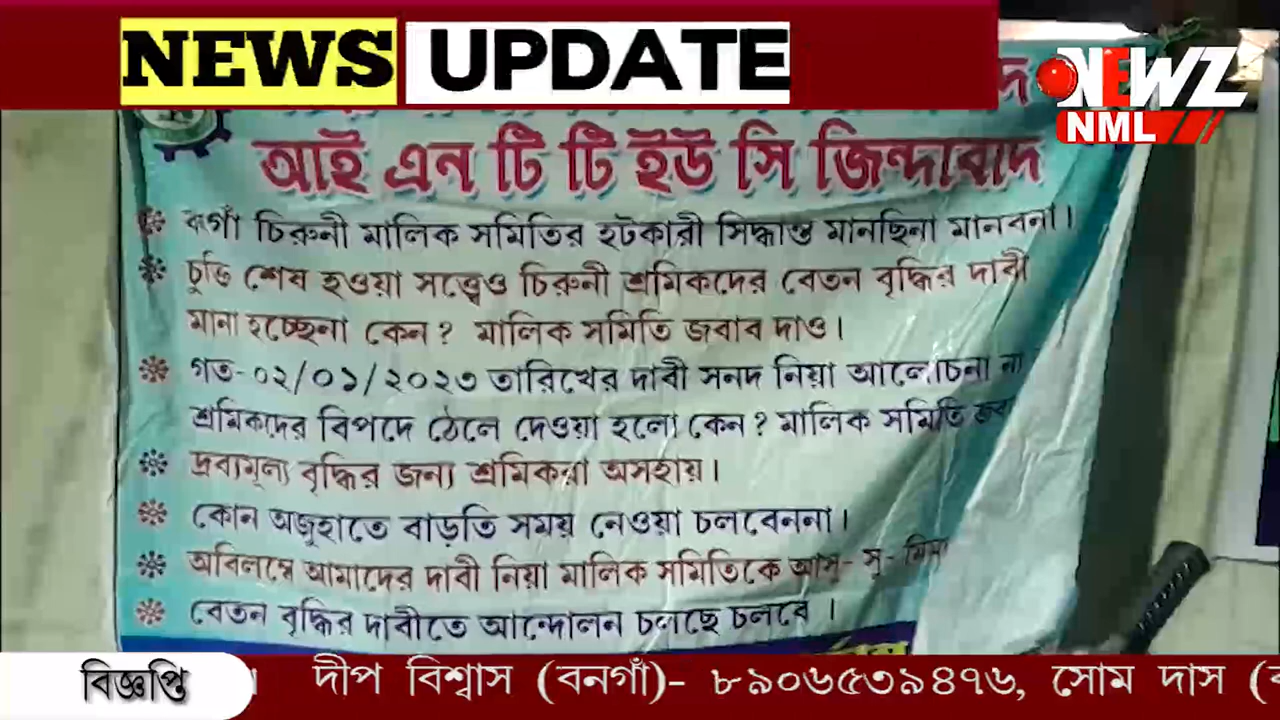 NEWS UPDATE
NEWZ
NML
আই এন টি টি ইউ সি জিন্দাবাদ
চিরুনী মালিক সমিতির হটকারী সিদ্ধান্ত মানছিনা মানবনা।
চুক্তি শেষ হওয়া সত্ত্বেও চিরুনী শ্রমিকদের বেতন বৃদ্ধির দাবী
মানা হচ্ছেনা কেন? মালিক সমিতি জবাব দাও।
গত-০২/০১/২০২৩ তারিখের দাবী সনদ নিয়া আলোচনা না
শ্রমিকদের বিপদে ঠেলে দেওয়া হলো কেন? মালিক সমিতি
দ্রব্যমূল্য বৃদ্ধির জন্য শ্রমিকরা অসহায়।
কোন অজুহাতে বাড়তি সময় নেওয়া চলবেননা।
অবিলম্বে আমাদের দাবী নিয়া মালিক সমিতিকে আসু- সু-
বেতন বৃদ্ধির দাবীতে আন্দোলন চলছে চলবে ।
বিজ্ঞপ্তি । দীপ বিশ্বাস (বনগাঁ)- ৮৯০৬৫৩৯৪৭৬, সোম দাস